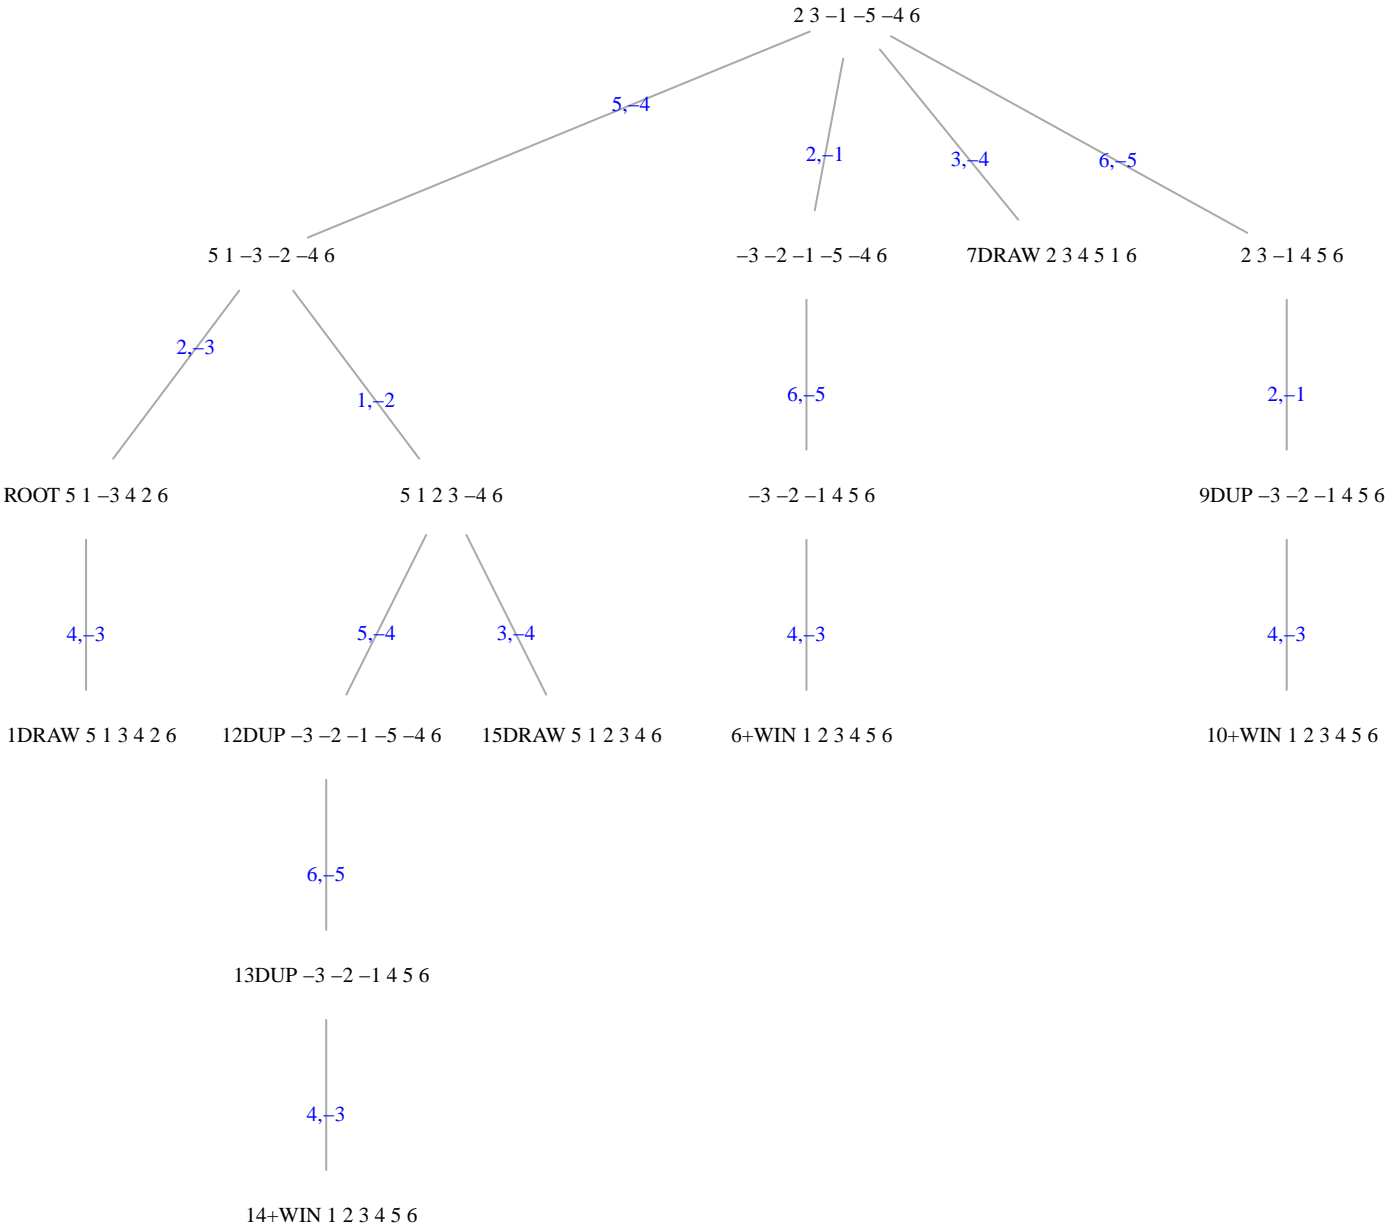 2 3 –1 –5 –4 6
5,–4
2,–1
3,–4
6,–5
5 1 –3 –2 –4 6
–3 –2 –1 –5 –4 6
7DRAW 2 3 4 5 1 6
2 3 –1 4 5 6
2,–3
1,–2
6,–5
2,–1
ROOT 5 1 –3 4 2 6
5 1 2 3 –4 6
–3 –2 –1 4 5 6
9DUP –3 –2 –1 4 5 6
4,–3
5,–4
3,–4
4,–3
4,–3
1DRAW 5 1 3 4 2 6
12DUP –3 –2 –1 –5 –4 6
15DRAW 5 1 2 3 4 6
6+WIN 1 2 3 4 5 6
10+WIN 1 2 3 4 5 6
6,–5
13DUP –3 –2 –1 4 5 6
4,–3
14+WIN 1 2 3 4 5 6